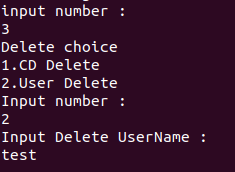 input number :
3
Delete choice
1.CD Delete
2.User Delete
Input number :
2
Input Delete UserName :
test